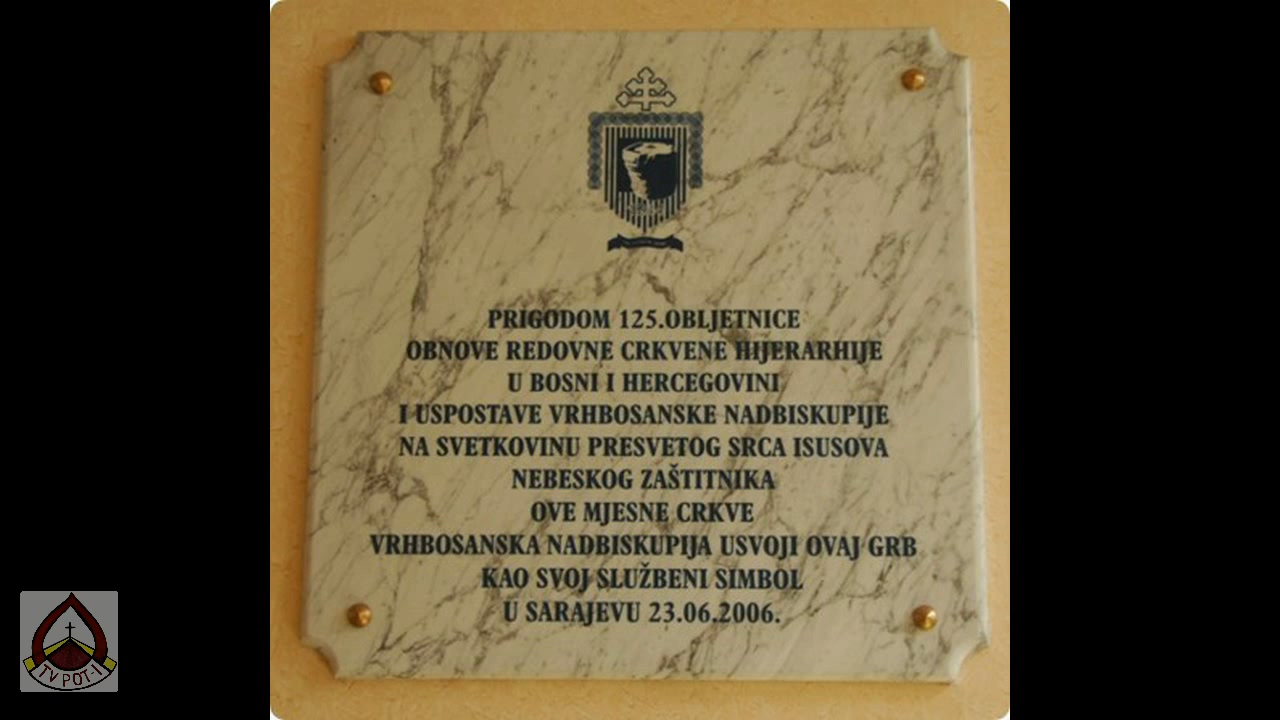 PRIGODOM 125.OBLJETNICE
OBNOVE REDOVNE CRKVENE HIJERARHIJE
U BOSNI I HERCEGOVINI
I USPOSTAVE VRHBOSANSKE NADBISKUPIJE
NA SVETKOVINU PRESVETOG SRCA ISUSOVA
NEBESKOG ZAŠTITNIKA
OVE MJESNE CRKVE
VRHBOSANSKA NADBISKUPIJA USVOJI OVAJ GRB
KAO SVOJ SLUŽBENI SIMBOL
U SARAJEVU 23.06.2006.
TV POT-I